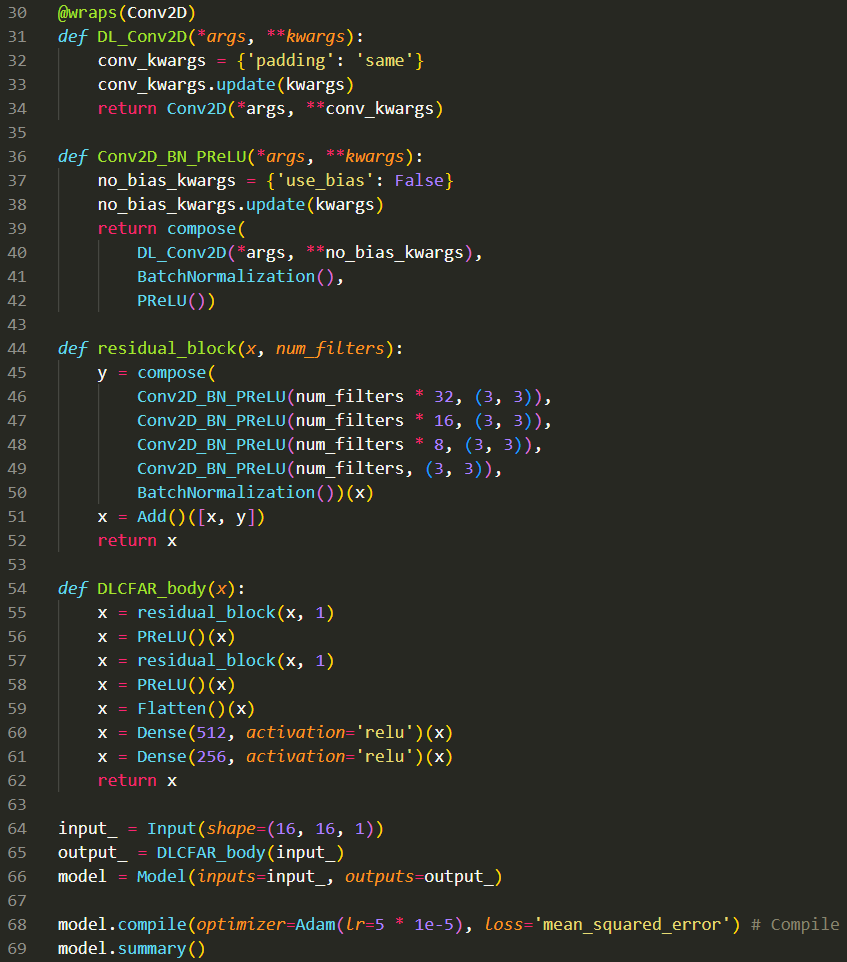 30 @wraps(Conv2D)
31 def DL_Conv2D(*args, **kwargs):
32     conv_kwargs = {'padding': 'same'}
33     conv_kwargs.update(kwargs)
34     return Conv2D(*args, **conv_kwargs)
35
36 def Conv2D_BN_PReLU(*args, **kwargs):
37     no_bias_kwargs = {'use_bias': False}
38     no_bias_kwargs.update(kwargs)
39     return compose(
40         DL_Conv2D(*args, **no_bias_kwargs),
41         BatchNormalization(),
42         PReLU())
43
44 def residual_block(x, num_filters):
45     y = compose(
46         Conv2D_BN_PReLU(num_filters * 32, (3, 3)),
47         Conv2D_BN_PReLU(num_filters * 16, (3, 3)),
48         Conv2D_BN_PReLU(num_filters * 8, (3, 3)),
49         Conv2D_BN_PReLU(num_filters, (3, 3)),
50         BatchNormalization())(x)
51     x = Add()([x, y])
52     return x
53
54 def DLCFAR_body(x):
55     x = residual_block(x, 1)
56     x = PReLU()(x)
57     x = residual_block(x, 1)
58     x = PReLU()(x)
59     x = Flatten()(x)
60     x = Dense(512, activation='relu')(x)
61     x = Dense(256, activation='relu')(x)
62     return x
63
64 input_ = Input(shape=(16, 16, 1))
65 output_ = DLCFAR_body(input_)
66 model = Model(inputs=input_, outputs=output_)
67
68 model.compile(optimizer=Adam(lr=5 * 1e-5), loss='mean_squared_error') # Compile
69 model.summary()